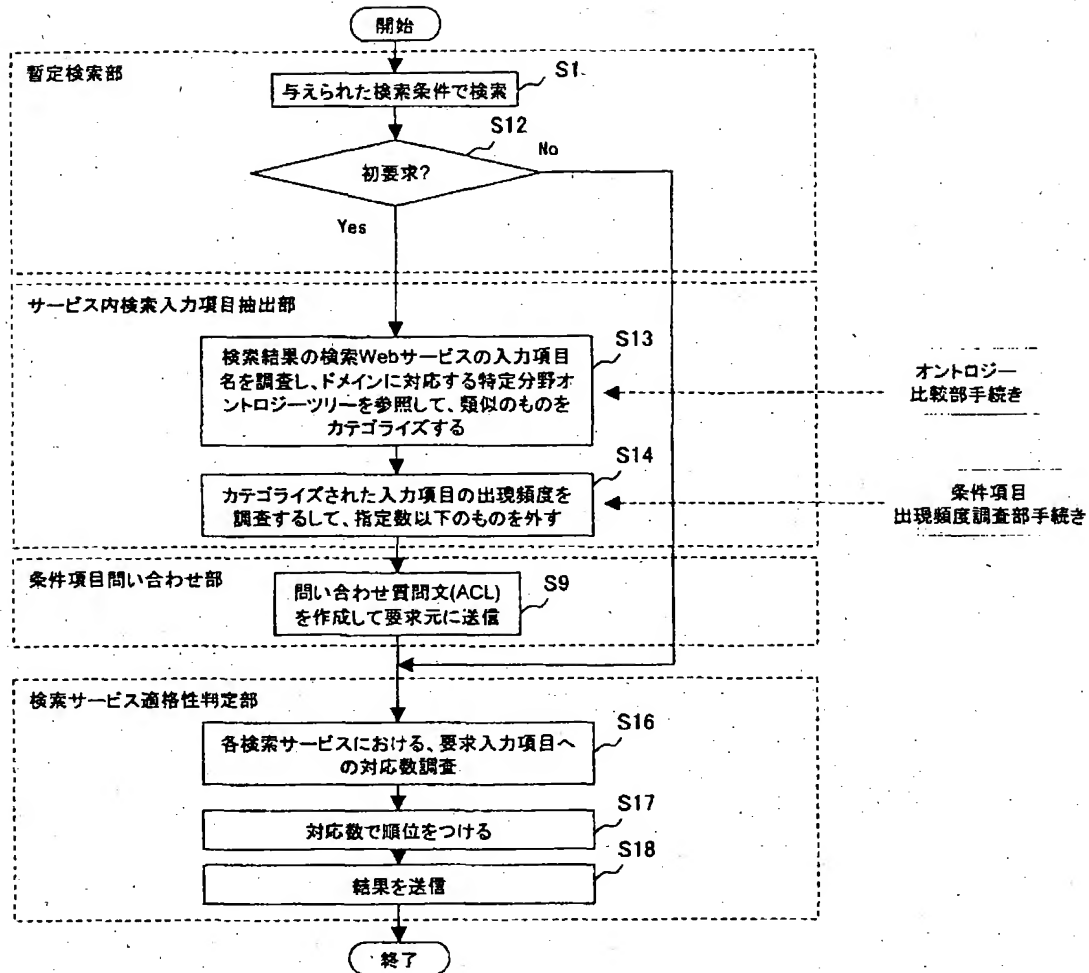 開始
暫定検索部
S1
与えられた検索条件で検索
S12
No
初要求?
Yes
サービス内検索入力項目抽出部
S13
検索結果の検索Webサービスの入力項目
名を調査し、ドメインに対応する特定分野オ
ントロジーツリーを参照して、類似のものを
カテゴライズする
オントロジー
比較部手続き
S14
カテゴライズされた入力項目の出現頻度を
調査するして、指定数以下のものを外す
条件項目
出現頻度調査部手続き
条件項目問い合わせ部
S9
問い合わせ質問文(ACL)
を作成して要求元に送信
検索サービス適格性判定部
S16
各検索サービスにおける、要求入力項目へ
の対応数調査
S17
対応数で順位をつける
S18
結果を送信
終了